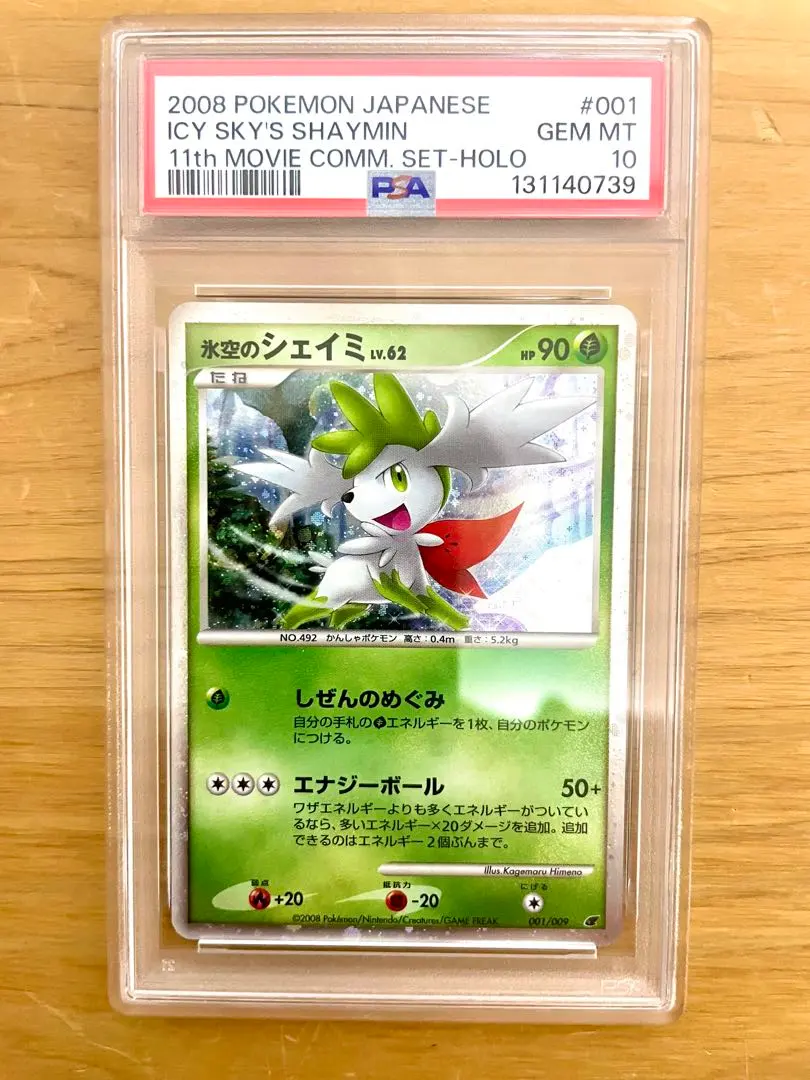 2008 POKEMON JAPANESE #001
ICY SKY'S SHAYMIN GEM MT
11th MOVIE COMM. SET-HOLO 10
PSA 131140739
氷空のシェイミ LV.62 HP 90
たね
NO.492 かんしゃポケモン 高さ:0.4m 重さ:5.2kg
しぜんのめぐみ
自分の手札のエネルギーを1枚、自分のポケモン
につける。
エナジーボール 50+
ワザエネルギーよりも多くエネルギーがついてい
るなら、多いエネルギー×20ダメージを追加。追加
できるのはエネルギー2個ぶんまで。
Illus.Kagemaru Himeno
弱点 抵抗力 にげる
+20 -20
©2008 Pokémon/Nintendo/Creatures/GAME FREAK. 001/009